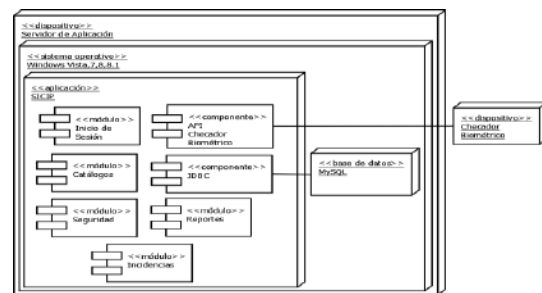 <<dispositivo>>
Servidor de Aplicación
<<sistema operativo>>
Windows Vista,7,8,8.1
<<aplicación>>
SICIP
<<módulo>>
Inicio de
Sesión
<<componente>>
API
Checador
Biométrico
<<dispositivo>>
Checador
Biométrico
<<módulo>>
Catálogos
<<componente>>
JDBC
<<base de datos>>
MySQL
<<módulo>>
Seguridad
<<módulo>>
Reportes
<<módulo>>
Incidencias